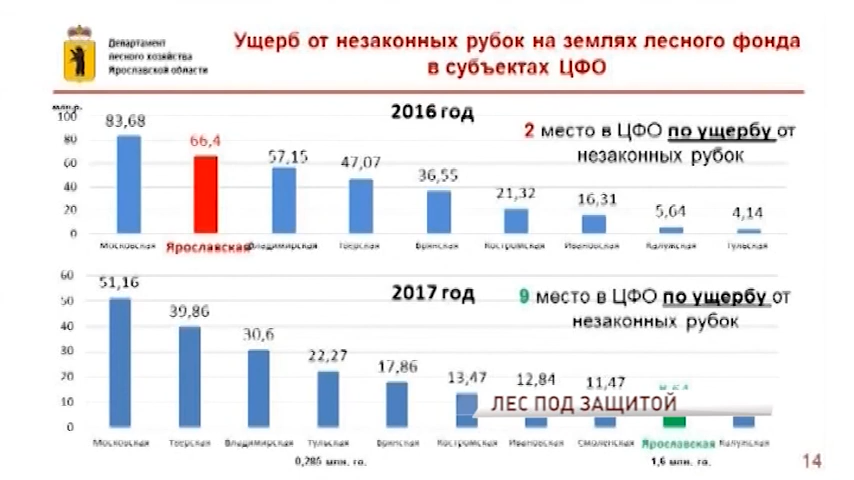 Департамент
лесного хозяйства
Ярославской области
Ущерб от незаконных рубок на землях лесного фонда
в субъектах ЦФО
млн.р.
2016 год
2 место в ЦФО по ущербу от
незаконных рубок
100
80
60
40
20
0
83,68
66,4
57,15
47,07
36,55
21,32
16,31
5,64
4,14
Московская Ярославская Владимирская Тверская Брянская Костромская Ивановская Калужская Тульская
2017 год
9 место в ЦФО по ущербу от
незаконных рубок
60
50
40
30
20
10
0
51,16
39,86
30,6
22,27
17,86
13,47
12,84
11,47
ЛЕС ПОД ЗАЩИТОЙ
Московская Тверская Владимирская Тульская Брянская Костромская Ивановская Смоленская Ярославская Калужская
0,285 млн. га. 1,6 млн. га.
14